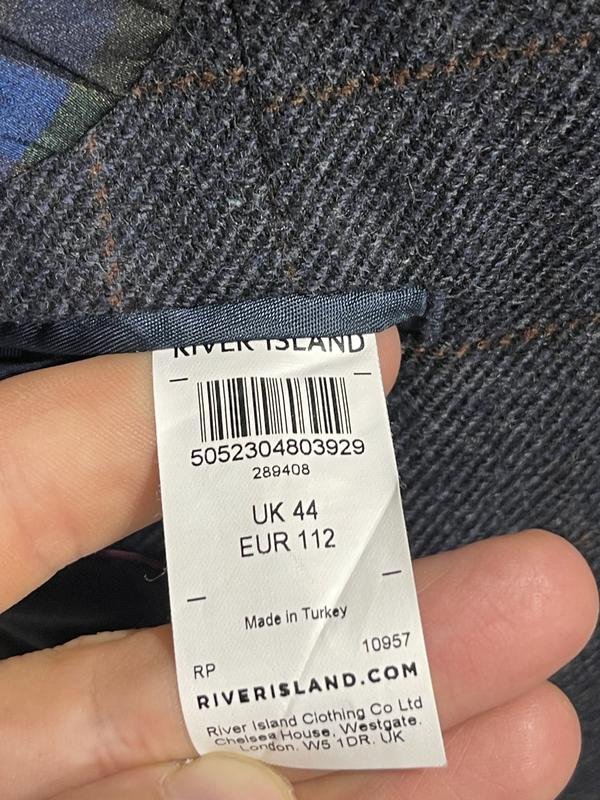 RIVER ISLAND
5052304803929
289408
UK 44
EUR 112
Made in Turkey
10957
RP
RIVERISLAND.COM
River Island Clothing Co Ltd
Chelsea House, Westgate.
London. W5 1DR. UK